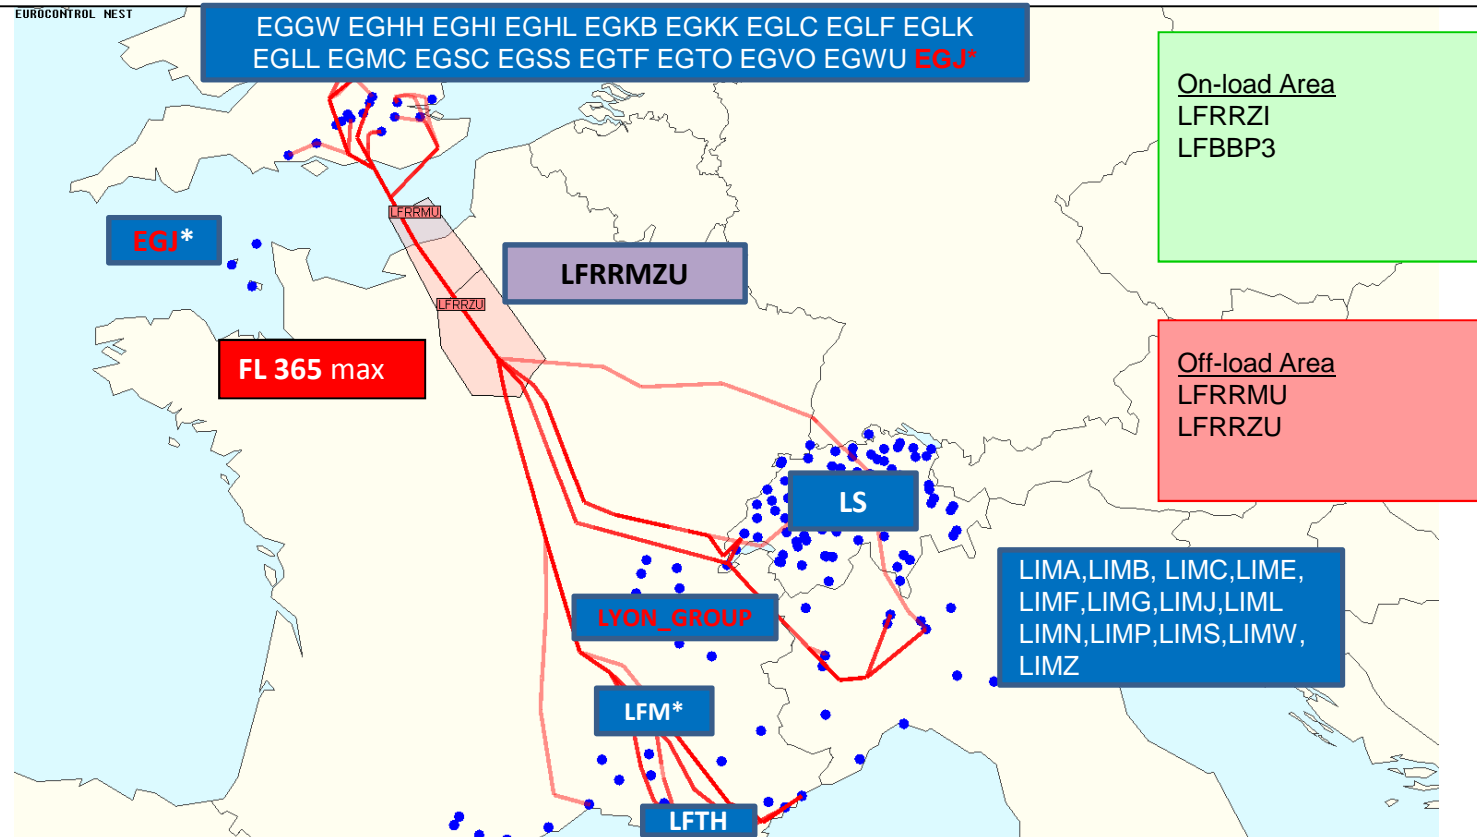 EUROCONTROL NEST
EGGW EGHH EGHI EGHL EGKB EGKK EGLC EGLF EGLK
EGLL EGMC EGSC EGSS EGTF EGTO EGVO EGWU EGJ*
On-load Area
LFRRZI
LFBBP3
LFRRMU
EGJ*
LFRRMZU
LFRRZU
FL 365 max
Off-load Area
LFRRMU
LFRRZU
LS
LIMA,LIMB, LIMC,LIME,
LIMF,LIMG,LIMJ,LIML
LIMN,LIMP,LIMS,LIMW,
LIMZ
LYON_GROUP
LFM*
LFTH